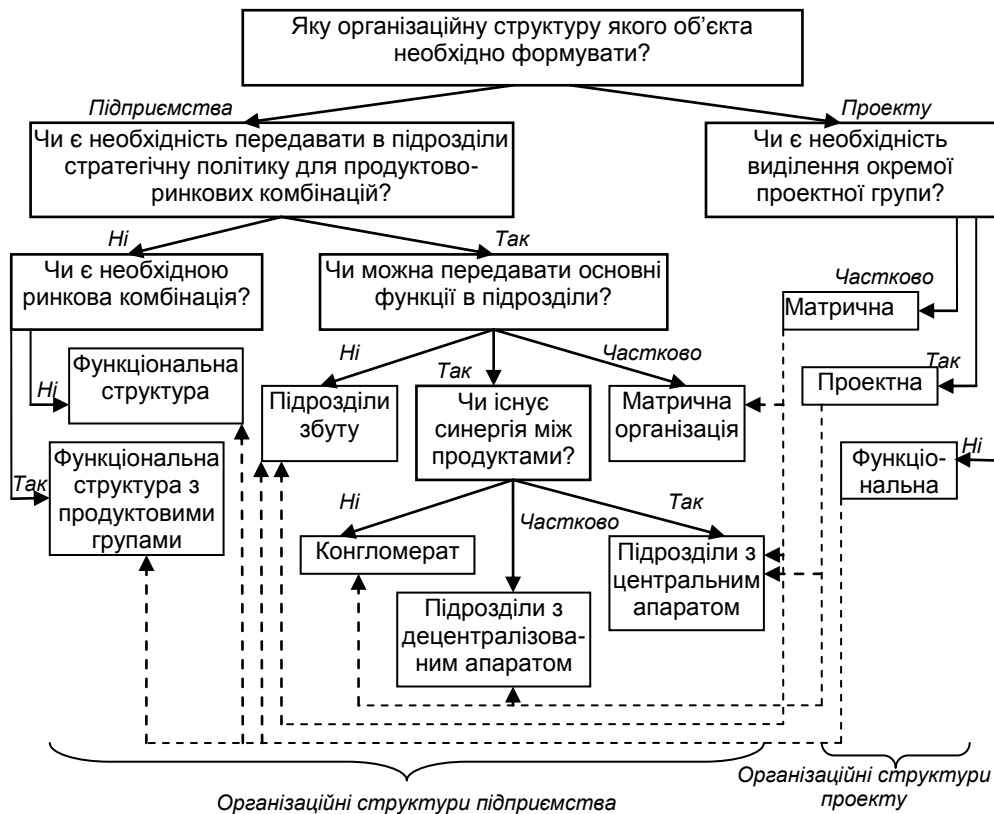 Яку організаційну структуру якого об’єкта
необхідно формувати?
Підприємства
Проекту
Чи є необхідність передавати в підрозділи
стратегічну політику для продуктово-
ринкових комбінацій?
Чи є необхідність
виділення окремої
проектної групи?
Ні
Так
Чи є необхідною
ринкова комбінація?
Чи можна передавати основні
функції в підрозділи?
Частково
Матрична
Ні
Функціональна
структура
Ні
Так
Частково
Підрозділи
збуту
Чи існує
синергія між
продуктами?
Матрична
організація
Так
Проектна
Так
Функціональна
структура з
продуктовими
групами
Ні
Функціо-
нальна
Ні
Частково
Так
Конгломерат
Підрозділи з
децентралізова-
ним апаратом
Підрозділи з
центральним
апаратом
Організаційні структури підприємства
Організаційні структури
проекту